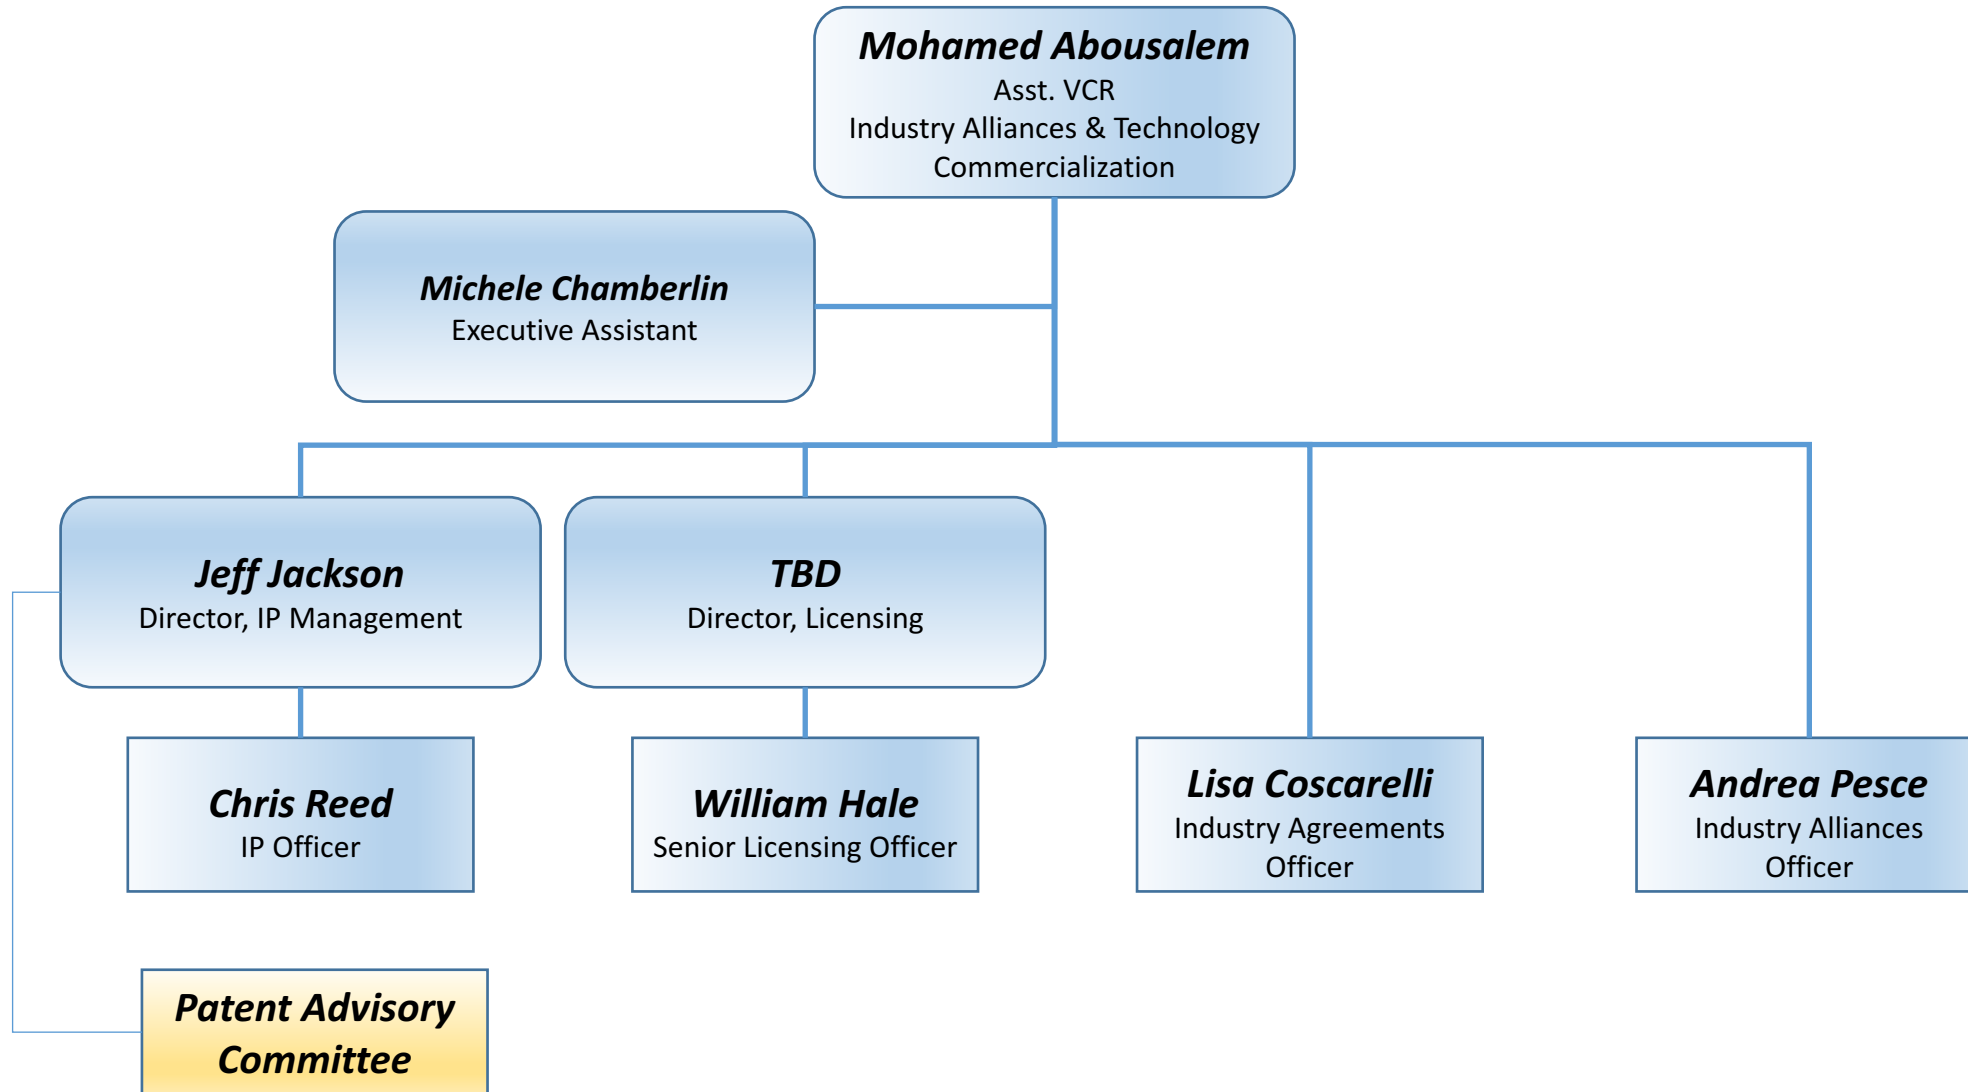 Mohamed Abousalem
Asst. VCR
Industry Alliances & Technology
Commercialization
Michele Chamberlin
Executive Assistant
Jeff Jackson
Director, IP Management
TBD
Director, Licensing
Chris Reed
IP Officer
William Hale
Senior Licensing Officer
Lisa Coscarelli
Industry Agreements
Officer
Andrea Pesce
Industry Alliances
Officer
Patent Advisory
Committee